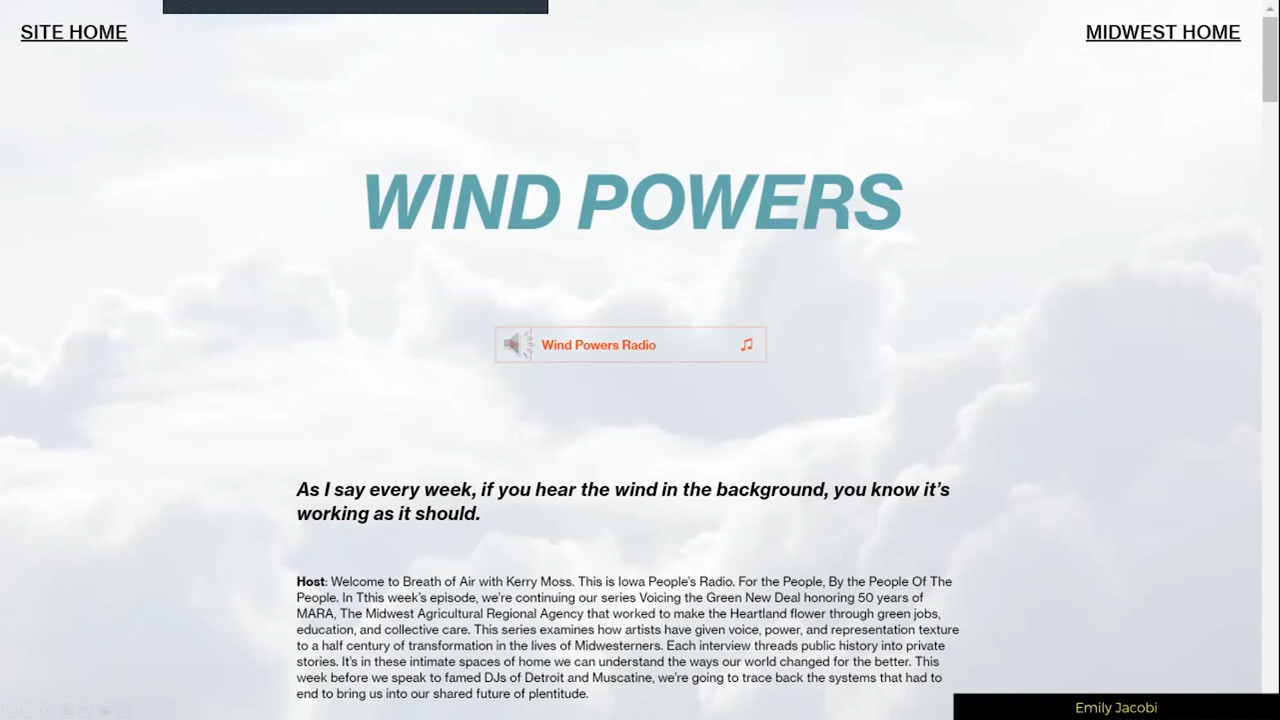 SITE HOME
MIDWEST HOME
WIND POWERS
Wind Powers Radio
As I say every week, if you hear the wind in the background, you know it's
working as it should.
Host: Welcome to Breath of Air with Kerry Moss. This is Iowa People's Radio. For the People, By the People Of The
People. In Tthis week's episode, we're continuing our series Voicing the Green New Deal honoring 50 years of
MARA, The Midwest Agricultural Regional Agency that worked to make the Heartland flower through green jobs,
education, and collective care. This series examines how artists have given voice, power, and representation texture
to a half century of transformation in the lives of Midwesterners. Each interview threads public history into private
stories. It's in these intimate spaces of home we can understand the ways our world changed for the better. This
week before we speak to famed DJs of Detroit and Muscatine, we're going to trace back the systems that had to
end to bring us into our shared future of plentitude.
Emily Jacobi